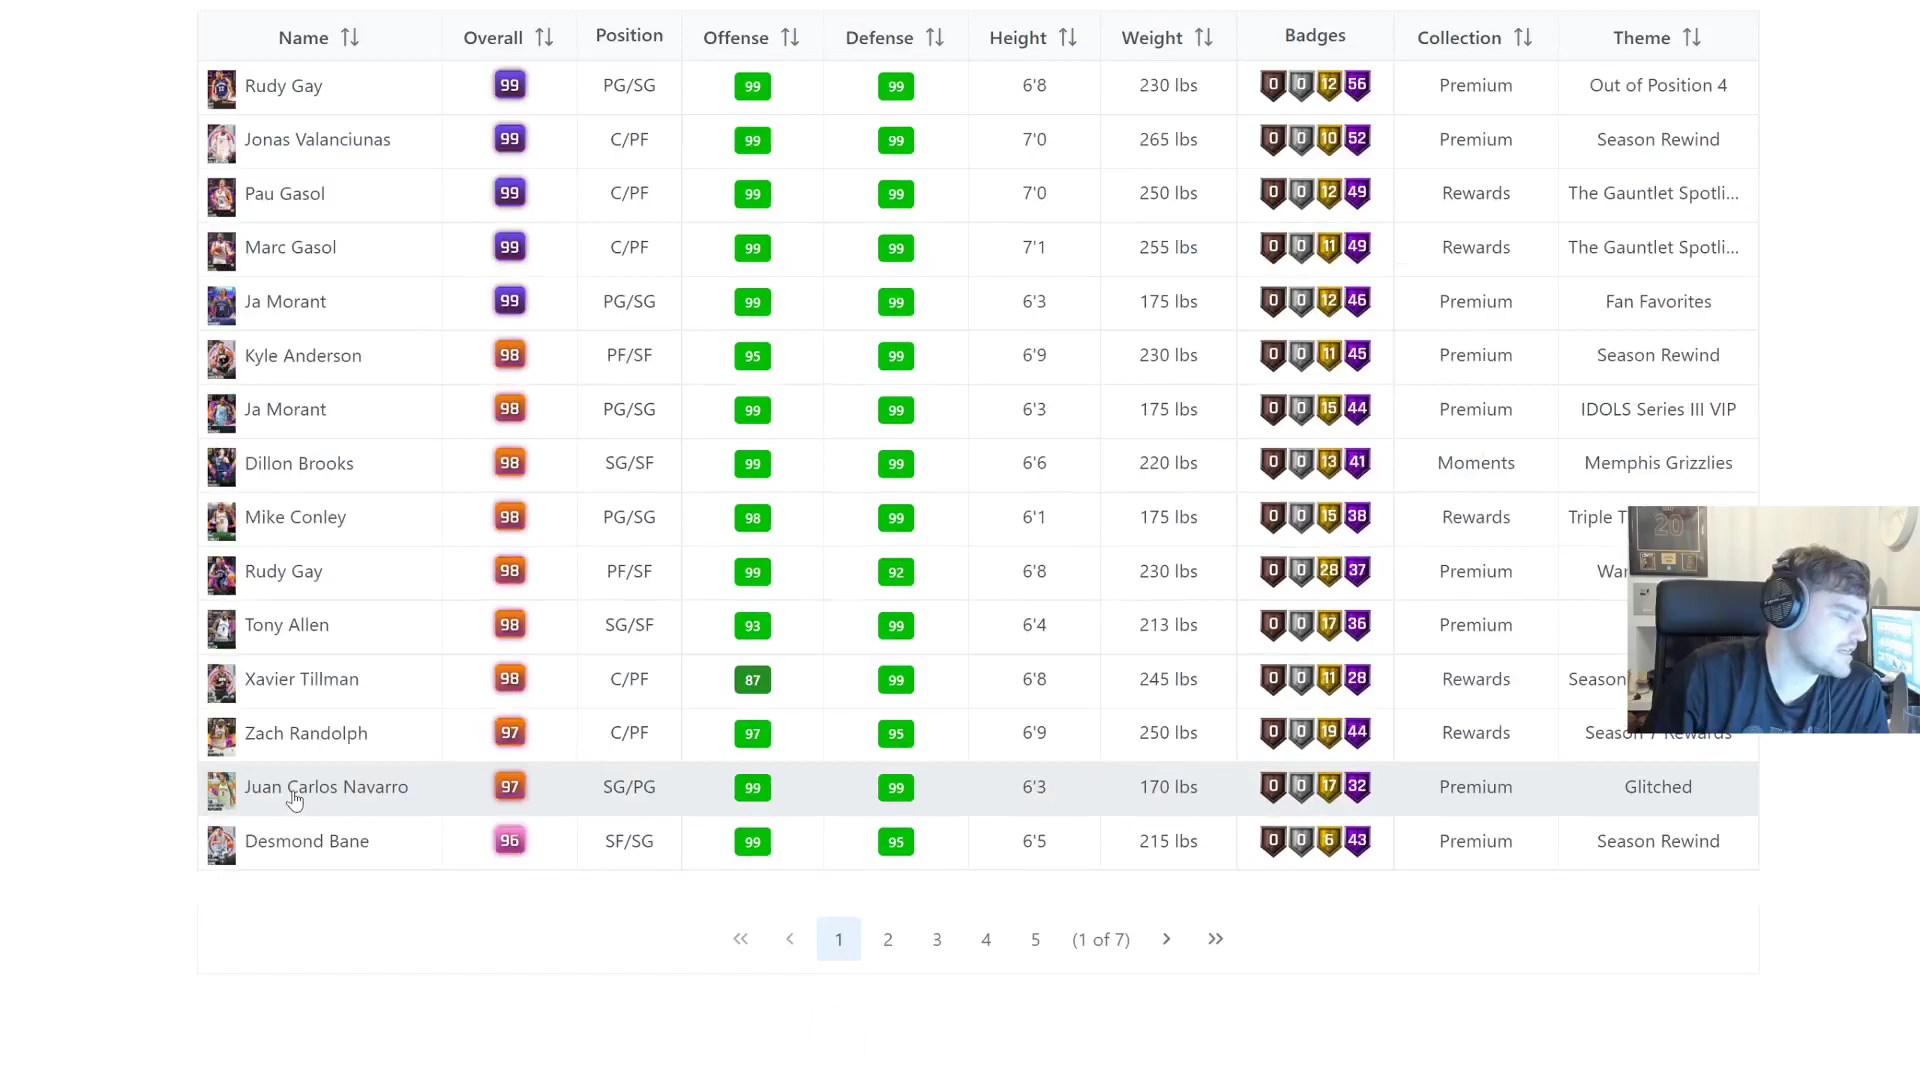 Name Overall Position Offense Defense Height Weight Badges Collection Theme
Rudy Gay 99 PG/SG 99 99 6'8 230 lbs 0 0 12 56 Premium Out of Position 4
Jonas Valanciunas 99 C/PF 99 99 7'0 265 lbs 0 0 10 52 Premium Season Rewind
Pau Gasol 99 C/PF 99 99 7'0 250 lbs 0 0 12 49 Rewards The Gauntlet Spotli...
Marc Gasol 99 C/PF 99 99 7'1 255 lbs 0 0 11 49 Rewards The Gauntlet Spotli...
Ja Morant 99 PG/SG 99 99 6'3 175 lbs 0 0 12 46 Premium Fan Favorites
Kyle Anderson 98 PF/SF 95 99 6'9 230 lbs 0 0 11 45 Premium Season Rewind
Ja Morant 98 PG/SG 99 99 6'3 175 lbs 0 0 15 44 Premium IDOLS Series III VIP
Dillon Brooks 98 SG/SF 99 99 6'6 220 lbs 0 0 13 41 Moments Memphis Grizzlies
Mike Conley 98 PG/SG 98 99 6'1 175 lbs 0 0 15 38 Rewards Triple T
Rudy Gay 98 PF/SF 99 92 6'8 230 lbs 0 0 28 37 Premium War
Tony Allen 98 SG/SF 93 99 6'4 213 lbs 0 0 17 36 Premium
Xavier Tillman 98 C/PF 87 99 6'8 245 lbs 0 0 11 28 Rewards Season
Zach Randolph 97 C/PF 97 95 6'9 250 lbs 0 0 19 44 Rewards Season 7 Rewards
Juan Carlos Navarro 97 SG/PG 99 99 6'3 170 lbs 0 0 17 32 Premium Glitched
Desmond Bane 96 SF/SG 99 95 6'5 215 lbs 0 0 6 43 Premium Season Rewind
« ‹ 1 2 3 4 5 (1 of 7) › »
20